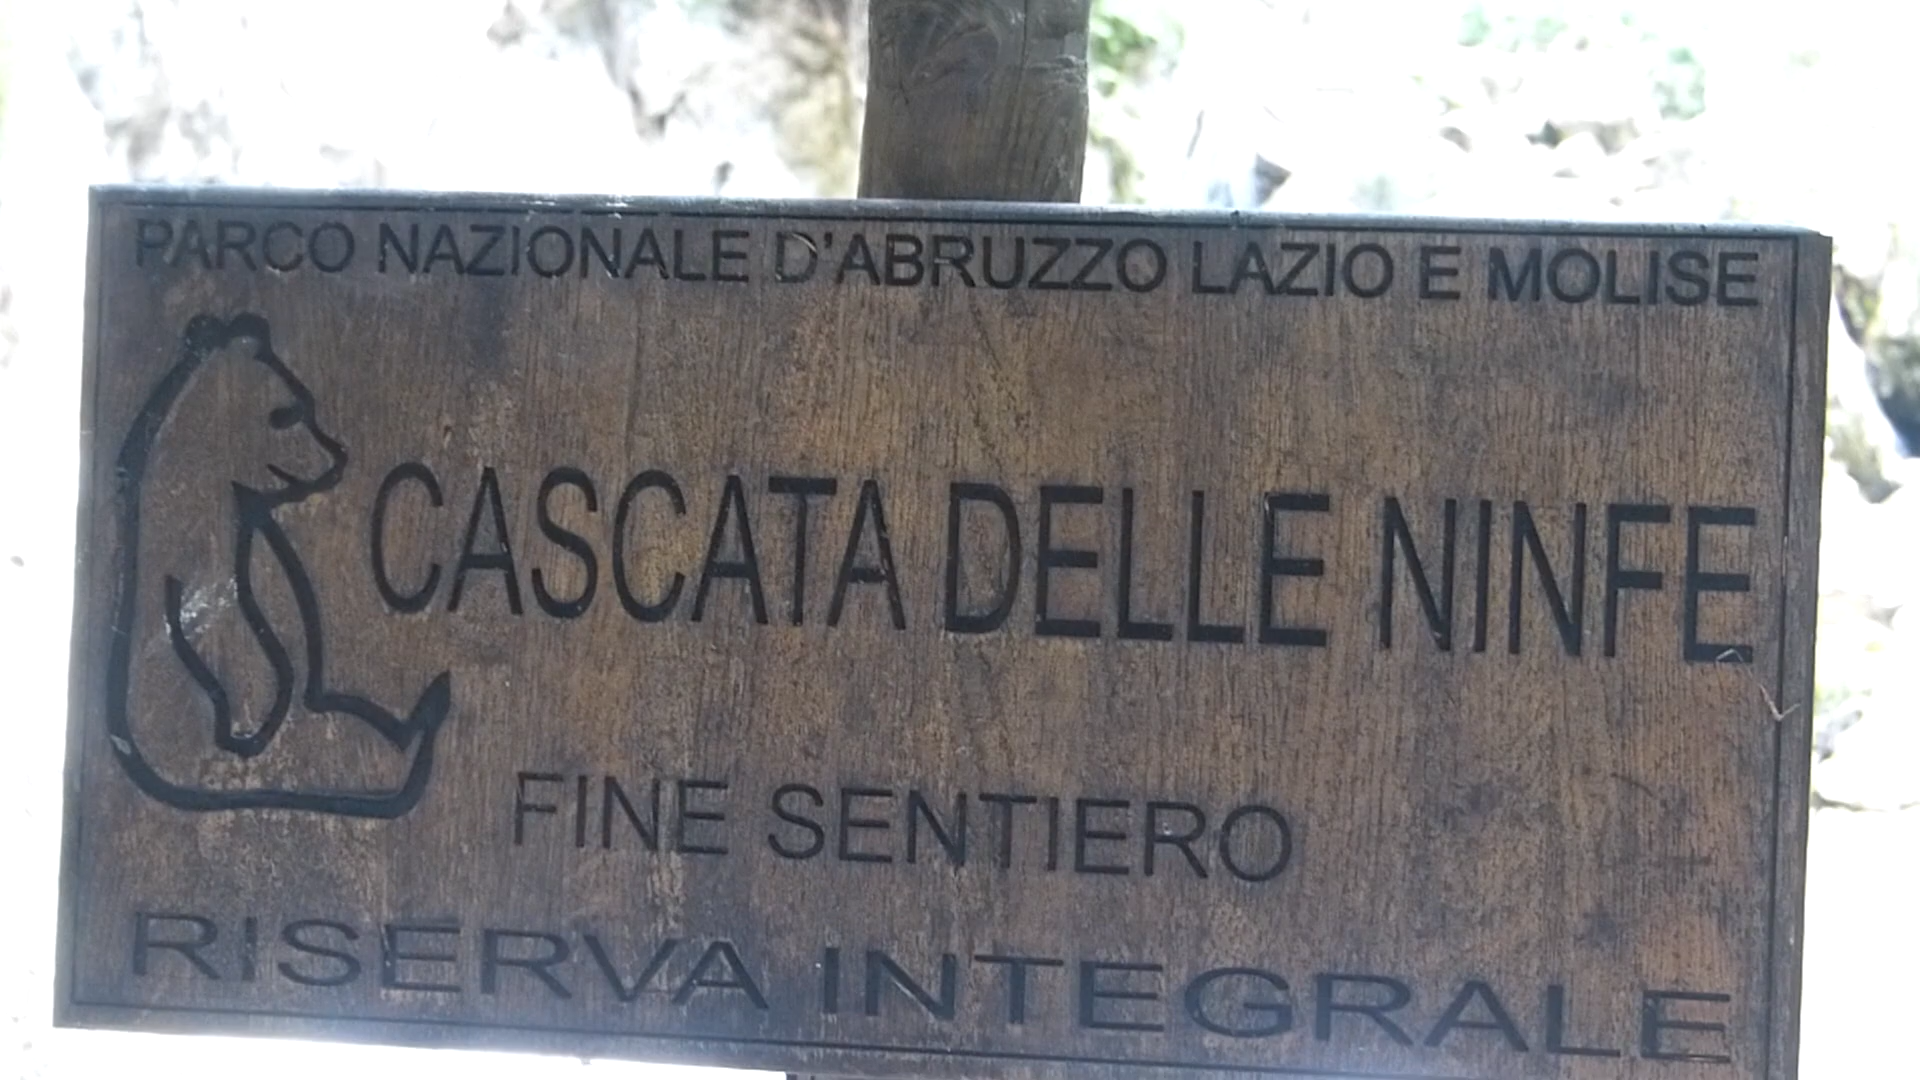 PARCO NAZIONALE D'ABRUZZO LAZIO E MOLISE
CASCATA DELLE NINFE
FINE SENTIERO
RISERVA INTEGRALE